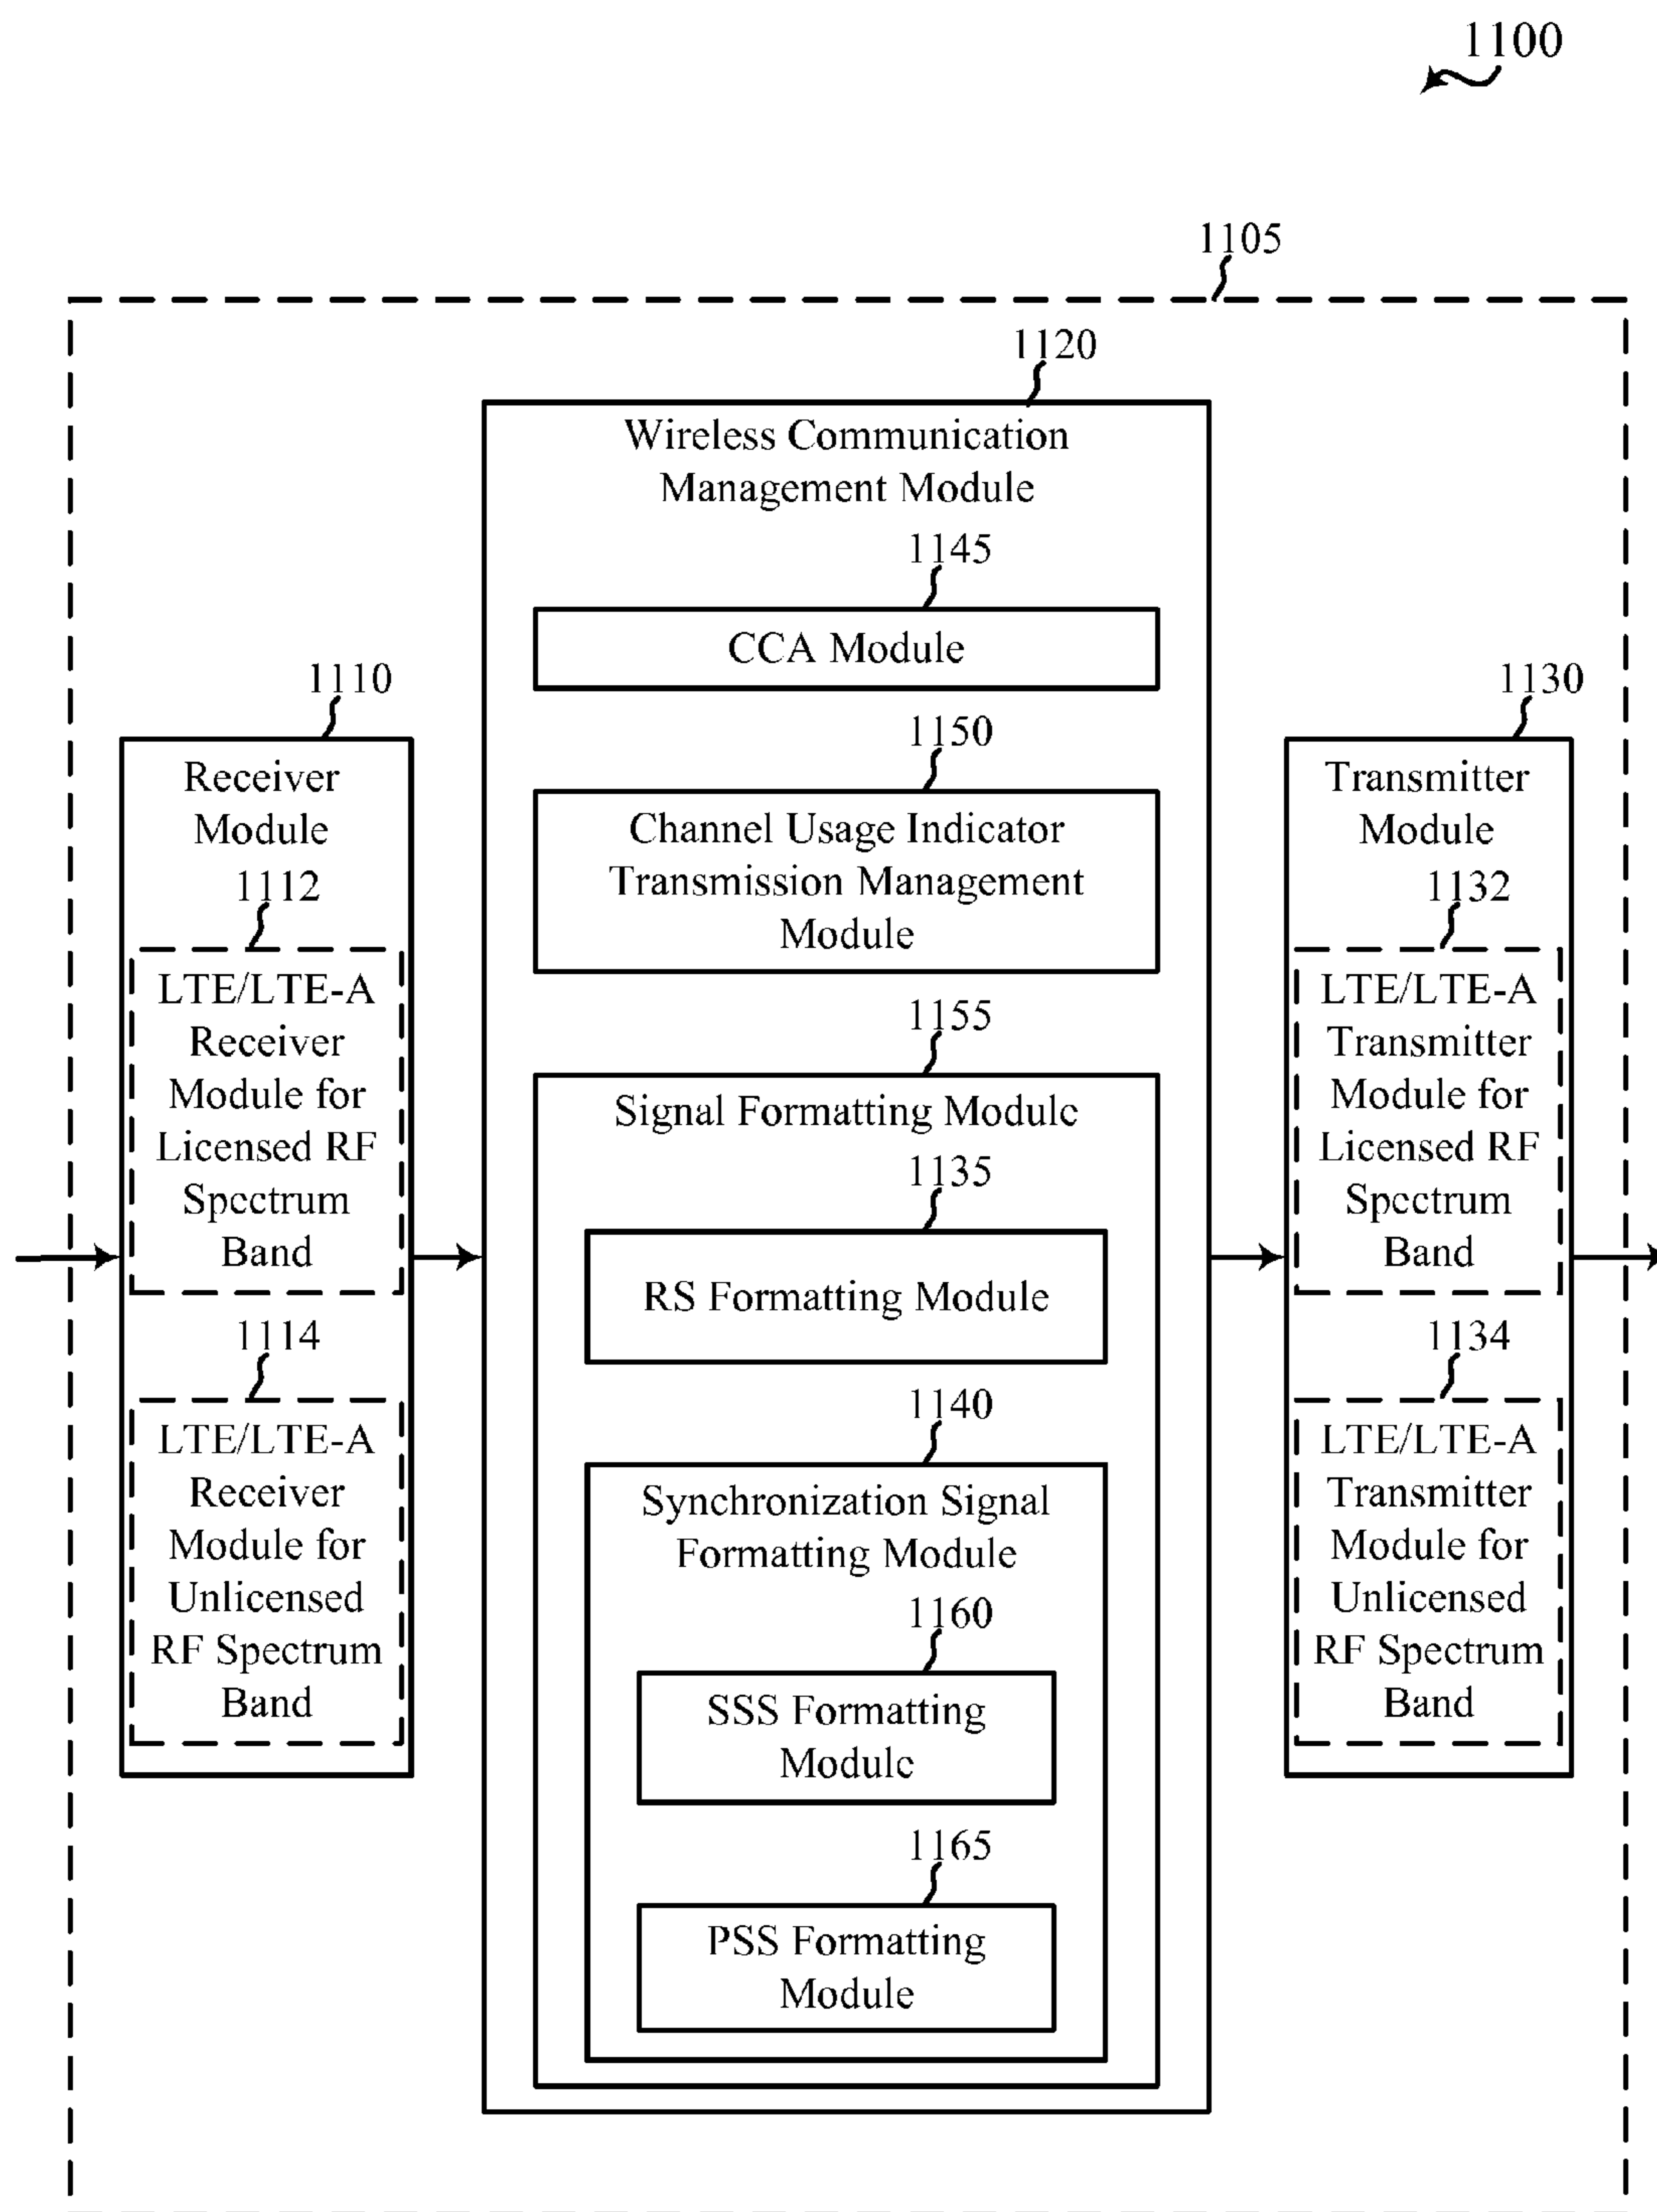 1100
1105
1120
Wireless Communication
Management Module
1145
CCA Module
1150
Channel Usage Indicator
Transmission Management
Module
1155
Signal Formatting Module
1135
RS Formatting Module
1140
Synchronization Signal
Formatting Module
1160
SSS Formatting
Module
1165
PSS Formatting
Module
1110
Receiver
Module
1112
LTE/LTE-A
Receiver
Module for
Licensed RF
Spectrum
Band
1114
LTE/LTE-A
Receiver
Module for
Unlicensed
RF Spectrum
Band
1130
Transmitter
Module
1132
LTE/LTE-A
Transmitter
Module for
Licensed RF
Spectrum
Band
1134
LTE/LTE-A
Transmitter
Module for
Unlicensed
RF Spectrum
Band